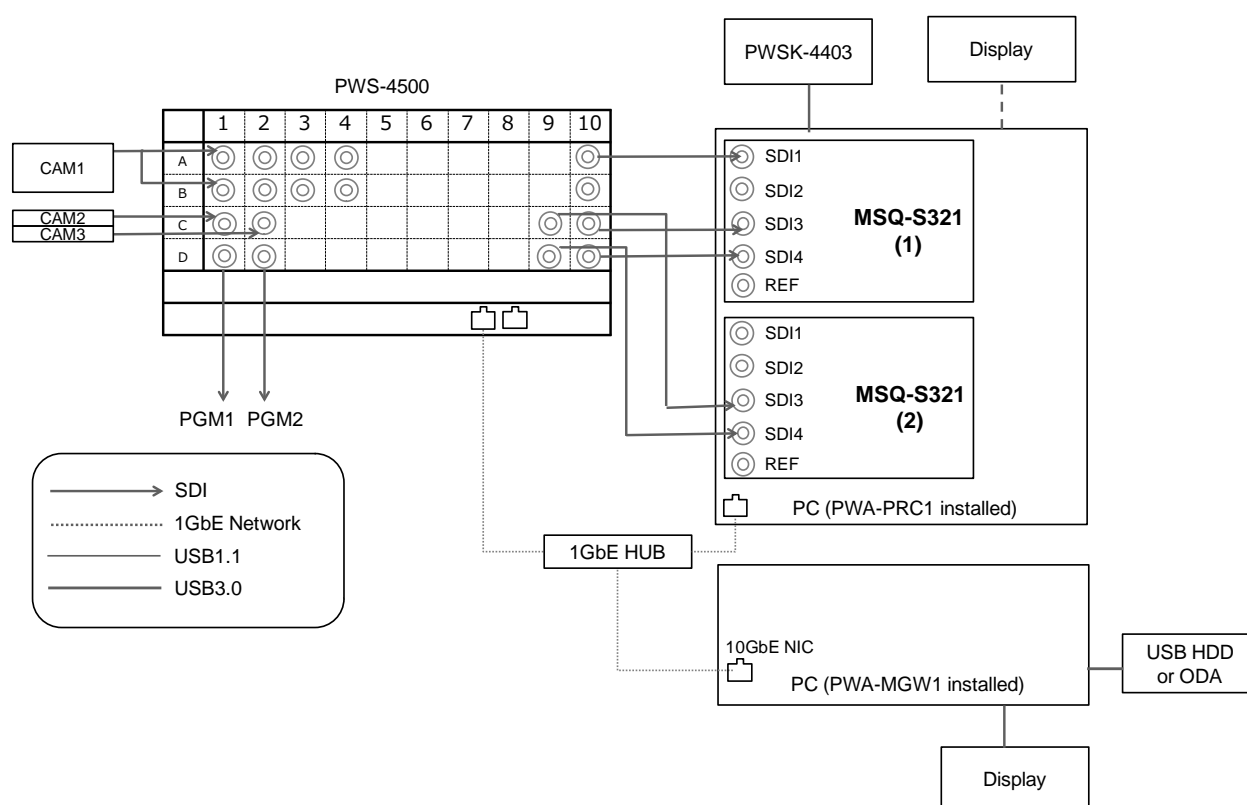 PWSK-4403
Display
PWS-4500
1 2 3 4 5 6 7 8 9 10
A
B
C
D
CAM1
CAM2
CAM3
SDI1
SDI2
SDI3
SDI4
REF
MSQ-S321
(1)
SDI1
SDI2
SDI3
SDI4
REF
MSQ-S321
(2)
PC (PWA-PRC1 installed)
PGM1 PGM2
SDI
1GbE Network
USB1.1
USB3.0
1GbE HUB
10GbE NIC
PC (PWA-MGW1 installed)
USB HDD
or ODA
Display